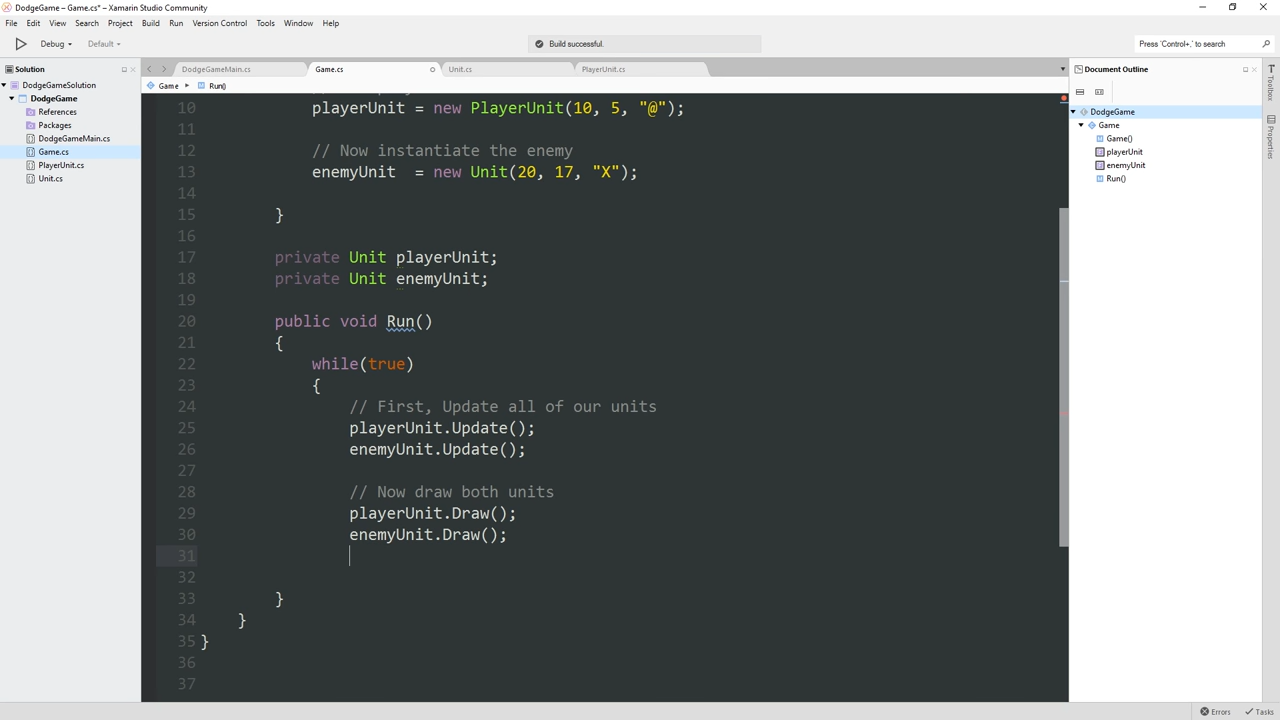 DodgeGame – Game.cs* – Xamarin Studio Community
File Edit View Search Project Build Run Version Control Tools Window Help
Debug Default Build successful. Press 'Control+,' to search
Solution
DodgeGameSolution
DodgeGame
References
Packages
DodgeGameMain.cs
Game.cs
PlayerUnit.cs
Unit.cs
DodgeGameMain.cs Game.cs Unit.cs PlayerUnit.cs
Game Run()
10 playerUnit = new PlayerUnit(10, 5, "@");
11
12 // Now instantiate the enemy
13 enemyUnit  = new Unit(20, 17, "X");
14
15 }
16
17 private Unit playerUnit;
18 private Unit enemyUnit;
19
20 public void Run()
21 {
22 while(true)
23 {
24 // First, Update all of our units
25 playerUnit.Update();
26 enemyUnit.Update();
27
28 // Now draw both units
29 playerUnit.Draw();
30 enemyUnit.Draw();
31
32
33 }
34 }
35 }
36
37
Document Outline
DodgeGame
Game
Game()
playerUnit
enemyUnit
Run()
Toolbox
Properties
Errors Tasks